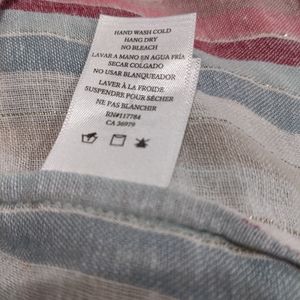 HAND WASH COLD
HANG DRY
NO BLEACH
LAVAR A MANO EN AGUA FRÍA
SECAR COLGADO
NO USAR BLANQUEADOR
LAVER À LA FROIDE
SUSPENDRE POUR SÉCHER
NE PAS BLANCHIR
RN#117784
CA 36979